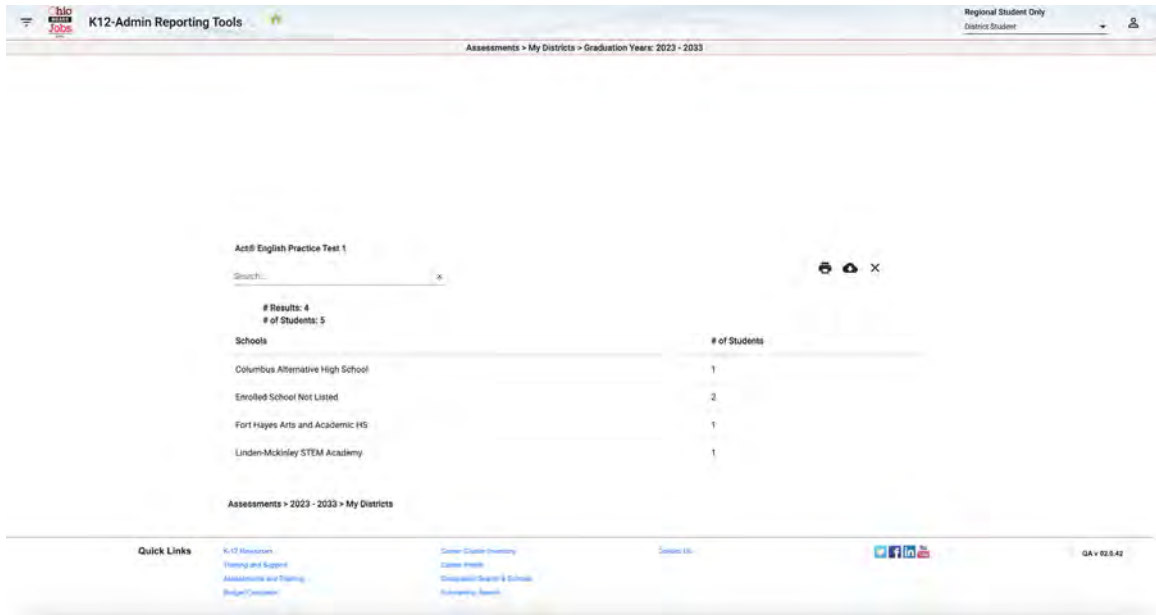 Ohio
MEANS
Jobs
K12-Admin Reporting Tools
Regional Student Only
District Student
Assessments > My Districts > Graduation Years: 2023 - 2033
Act® English Practice Test 1
Search...
# Results: 4
# of Students: 5
Schools # of Students
Columbus Alternative High School 1
Enrolled School Not Listed 2
Fort Hayes Arts and Academic HS 1
Linden-Mckinley STEM Academy 1
Assessments > 2023 - 2033 > My Districts
Quick Links
K-12 Resources
Training and Support
Assessments and Training
Budget Calculator
Career Cluster Inventory
Career Profile
Occupation Search & Schools
Scholarship Search
Contact Us
QA v 02.0.42